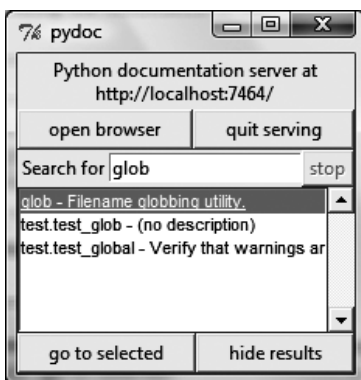 pydoc
Python documentation server at
http://localhost:7464/
open browser quit serving
Search for glob stop
glob - Filename globbing utility.
test.test_glob - (no description)
test.test_global - Verify that warnings ar
go to selected hide results